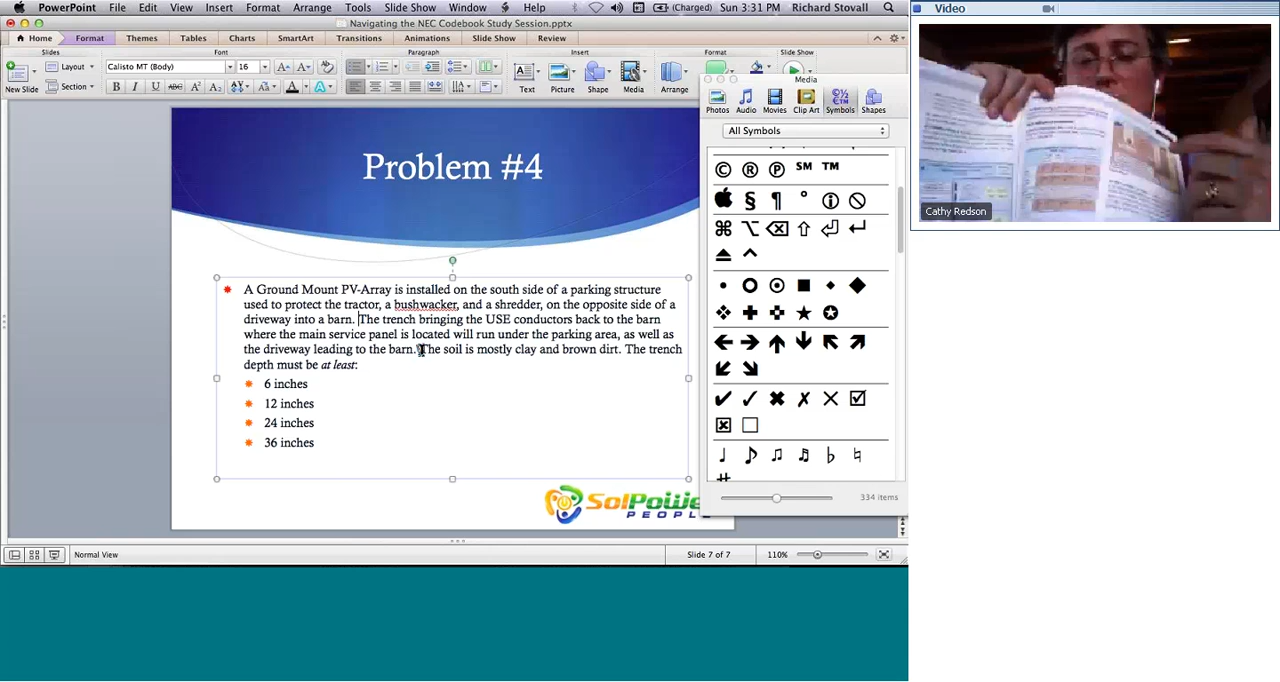 PowerPoint File Edit View Insert Format Arrange Tools Slide Show Window Help (Charged) Sun 3:31 PM Richard Stovall
Navigating the NEC Codebook Study Session.pptx
Home Format Themes Tables Charts SmartArt Transitions Animations Slide Show Review
Slides Font Paragraph Insert Format Slide Show
New Slide Layout Section Calisto MT (Body) 16 Text Picture Shape Media Arrange
B I U ABC A² A₂
Media
Photos Audio Movies Clip Art Symbols Shapes
All Symbols
© ® ℗ ℠ ™
334 items
Problem #4
A Ground Mount PV-Array is installed on the south side of a parking structure
used to protect the tractor, a bushwacker, and a shredder, on the opposite side of a
driveway into a barn. The trench bringing the USE conductors back to the barn
where the main service panel is located will run under the parking area, as well as
the driveway leading to the barn. The soil is mostly clay and brown dirt. The trench
depth must be at least:
6 inches
12 inches
24 inches
36 inches
SolPower
PEOPL
Normal View Slide 7 of 7 110%
Video
Cathy Redson